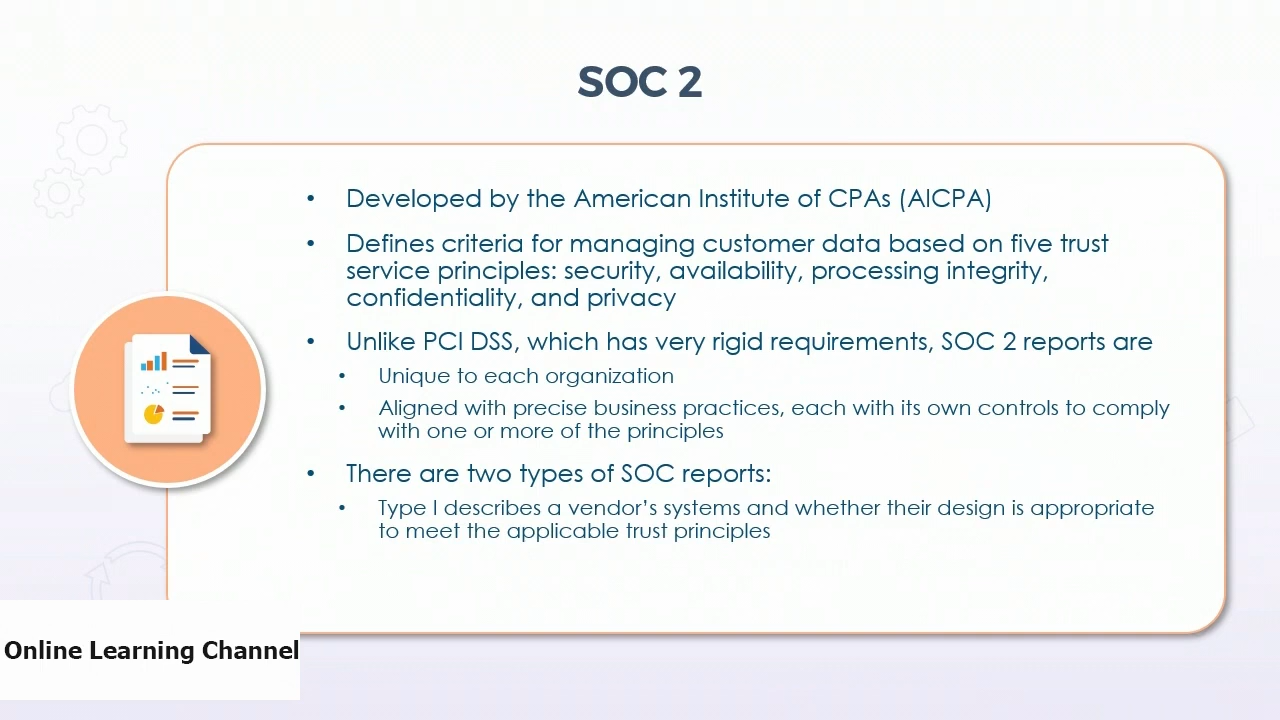 SOC 2
• Developed by the American Institute of CPAs (AICPA)
• Defines criteria for managing customer data based on five trust
service principles: security, availability, processing integrity,
confidentiality, and privacy
• Unlike PCI DSS, which has very rigid requirements, SOC 2 reports are
• Unique to each organization
• Aligned with precise business practices, each with its own controls to comply
with one or more of the principles
• There are two types of SOC reports:
• Type I describes a vendor’s systems and whether their design is appropriate
to meet the applicable trust principles
Online Learning Channel